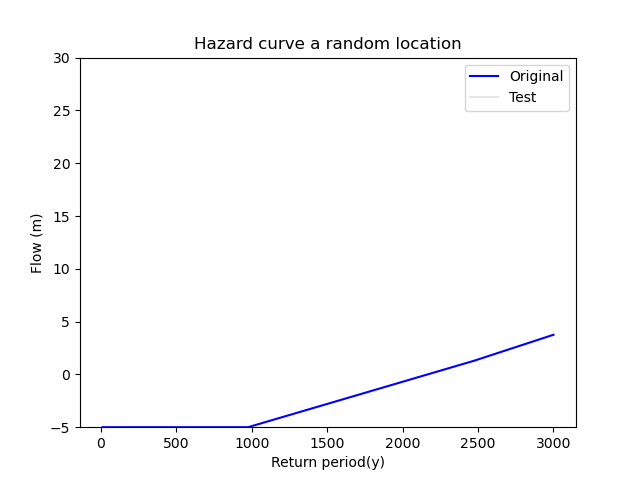 Hazard curve a random location
Original
Test
Flow (m)
30
25
20
15
10
5
0
−5
0 500 1000 1500 2000 2500 3000
Return period(y)